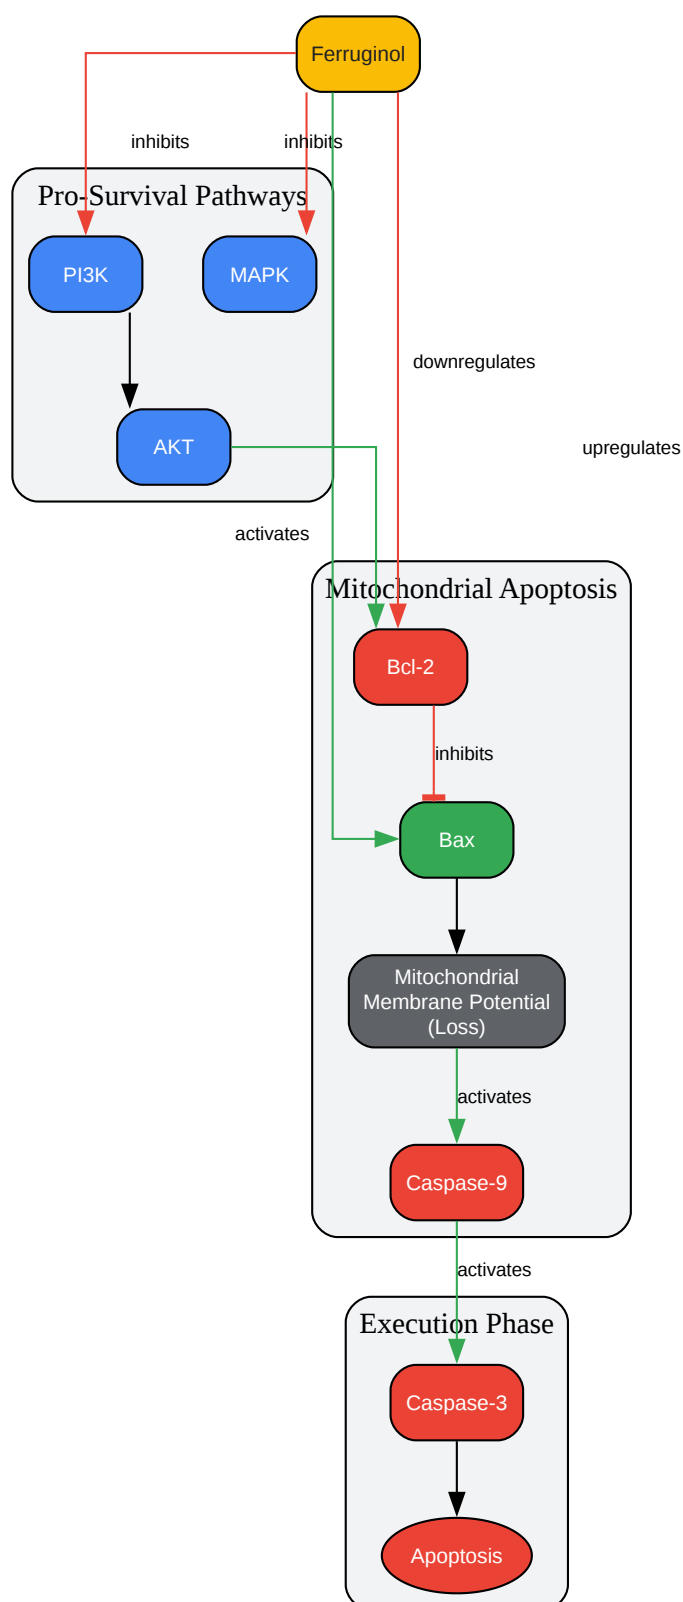 Ferruginol
inhibits
inhibits
Pro-Survival Pathways
PI3K
MAPK
downregulates
AKT
upregulates
activates
Mitochondrial Apoptosis
Bcl-2
inhibits
Bax
Mitochondrial
Membrane Potential
(Loss)
activates
Caspase-9
activates
Execution Phase
Caspase-3
Apoptosis